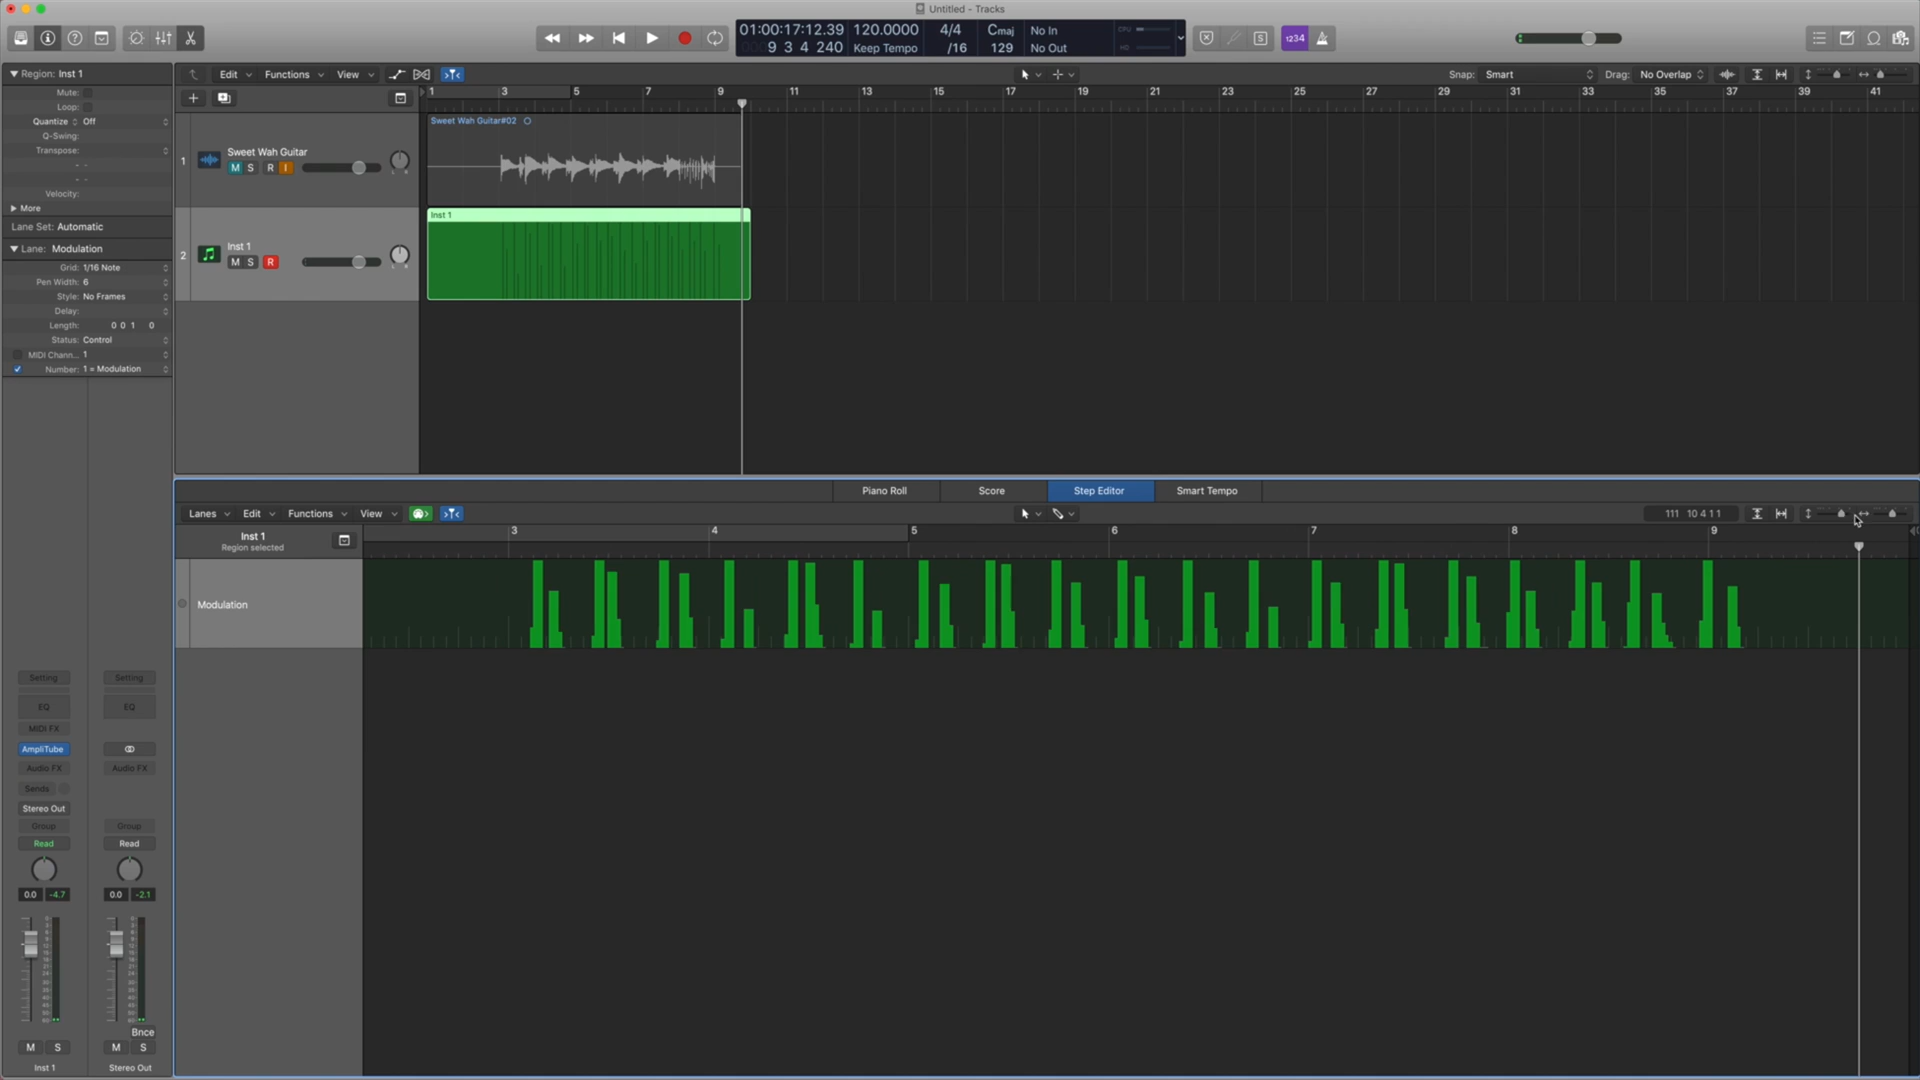 Untitled - Tracks
01:00:17:12.39 120.0000 4/4 Cmaj No In
9 3 4 240 Keep Tempo /16 129 No Out
CPU
HD
1234
Region: Inst 1
Edit Functions View
Snap: Smart Drag: No Overlap
Mute:
Loop:
Quantize Off
Q-Swing:
Transpose:
Velocity:
More
Lane Set: Automatic
Lane: Modulation
Grid: 1/16 Note
Pen Width: 6
Style: No Frames
Delay:
Length: 0 0 1 0
Status: Control
MIDI Chann... 1
Number: 1 = Modulation
1 3 5 7 9 11 13 15 17 19 21 23 25 27 29 31 33 35 37 39 41
1 Sweet Wah Guitar
M S R I
Sweet Wah Guitar#02
2 Inst 1
M S R
Inst 1
Piano Roll Score Step Editor Smart Tempo
Lanes Edit Functions View
111 10 4 1 1
Inst 1
Region selected
3 4 5 6 7 8 9
Modulation
Setting Setting
EQ EQ
MIDI FX
AmpliTube
Audio FX Audio FX
Sends
Stereo Out
Group Group
Read Read
0.0 -4.7 0.0 -2.1
Bnce
M S M S
Inst 1 Stereo Out